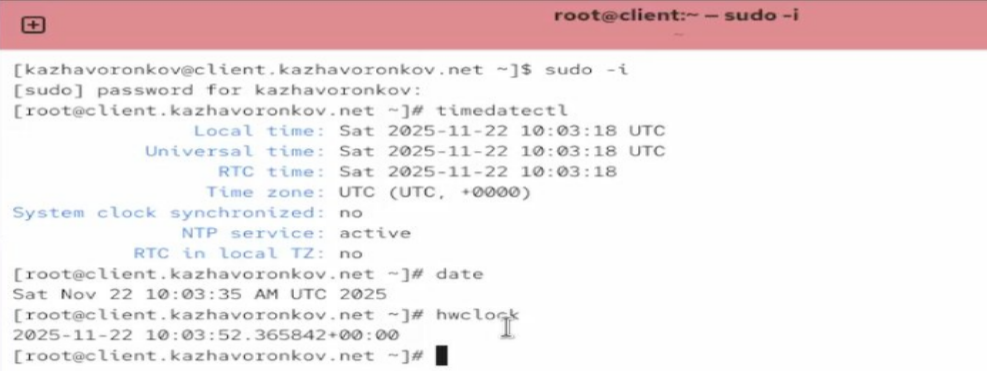 root@client:~ — sudo -i
~
[kazhavoronkov@client.kazhavoronkov.net ~]$ sudo -i
[sudo] password for kazhavoronkov:
[root@client.kazhavoronkov.net ~]# timedatectl
Local time: Sat 2025-11-22 10:03:18 UTC
Universal time: Sat 2025-11-22 10:03:18 UTC
RTC time: Sat 2025-11-22 10:03:18
Time zone: UTC (UTC, +0000)
System clock synchronized: no
NTP service: active
RTC in local TZ: no
[root@client.kazhavoronkov.net ~]# date
Sat Nov 22 10:03:35 AM UTC 2025
[root@client.kazhavoronkov.net ~]# hwclock
2025-11-22 10:03:52.365842+00:00
[root@client.kazhavoronkov.net ~]#